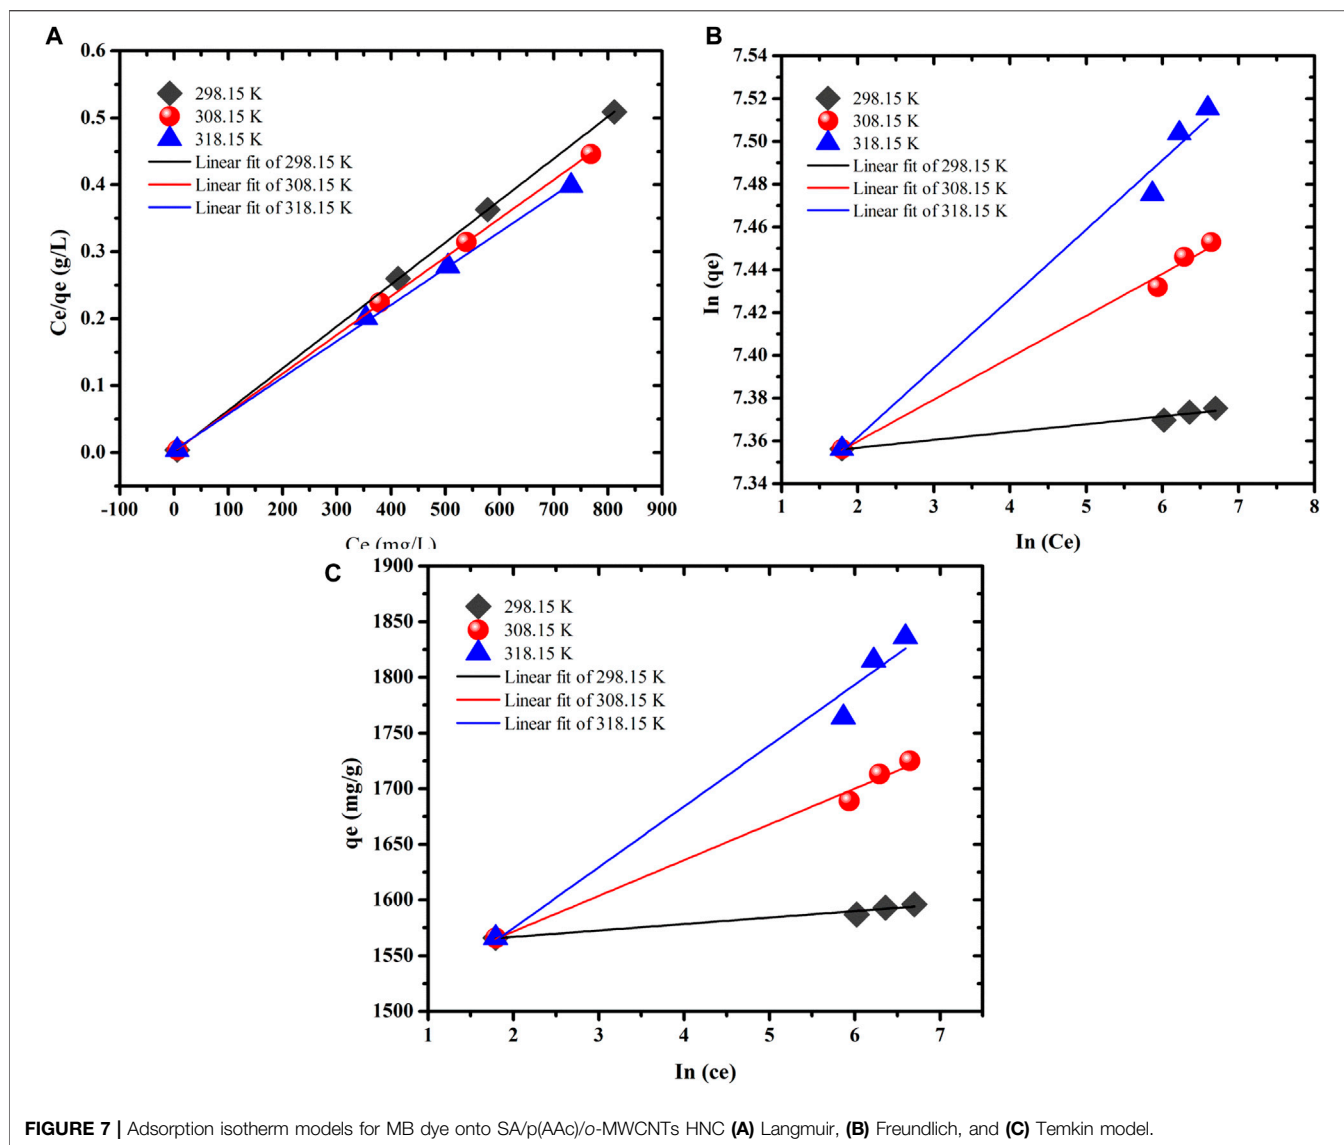 A
0.6
0.5
0.4
0.3
0.2
0.1
0.0
Ce/qe (g/L)
298.15 K
308.15 K
318.15 K
Linear fit of 298.15 K
Linear fit of 308.15 K
Linear fit of 318.15 K
-100 0 100 200 300 400 500 600 700 800 900
Ce (mg/L)
B
7.54
7.52
7.50
7.48
7.46
7.44
7.42
7.40
7.38
7.36
7.34
In (qe)
298.15 K
308.15 K
318.15 K
Linear fit of 298.15 K
Linear fit of 308.15 K
Linear fit of 318.15 K
1 2 3 4 5 6 7 8
In (Ce)
C
1900
1850
1800
1750
1700
1650
1600
1550
1500
qe (mg/g)
298.15 K
308.15 K
318.15 K
Linear fit of 298.15 K
Linear fit of 308.15 K
Linear fit of 318.15 K
1 2 3 4 5 6 7
In (ce)
FIGURE 7 | Adsorption isotherm models for MB dye onto SA/p(AAc)/o-MWCNTs HNC (A) Langmuir, (B) Freundlich, and (C) Temkin model.